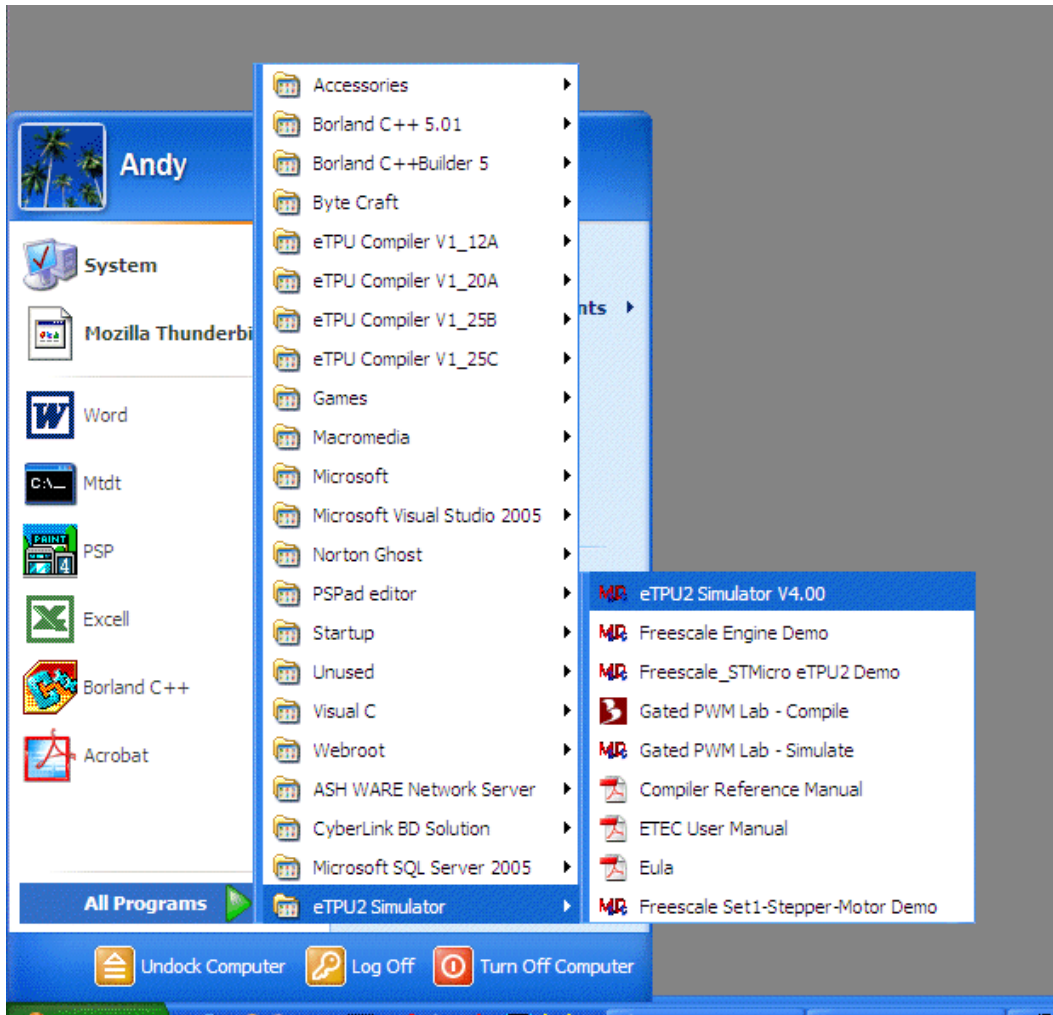 Andy
System
Mozilla Thunderbi
Word
C:\_ Mtdt
PAINT
4
PSP
Excell
Borland C++
Acrobat
All Programs
Accessories
Borland C++ 5.01
Borland C++Builder 5
Byte Craft
eTPU Compiler V1_12A
eTPU Compiler V1_20A
eTPU Compiler V1_25B
eTPU Compiler V1_25C
Games
Macromedia
Microsoft
Microsoft Visual Studio 2005
Norton Ghost
PSPad editor
Startup
Unused
Visual C
Webroot
ASH WARE Network Server
CyberLink BD Solution
Microsoft SQL Server 2005
eTPU2 Simulator
nts
eTPU2 Simulator V4.00
Freescale Engine Demo
Freescale_STMicro eTPU2 Demo
Gated PWM Lab - Compile
Gated PWM Lab - Simulate
Compiler Reference Manual
ETEC User Manual
Eula
Freescale Set1-Stepper-Motor Demo
Undock Computer
Log Off
Turn Off Computer